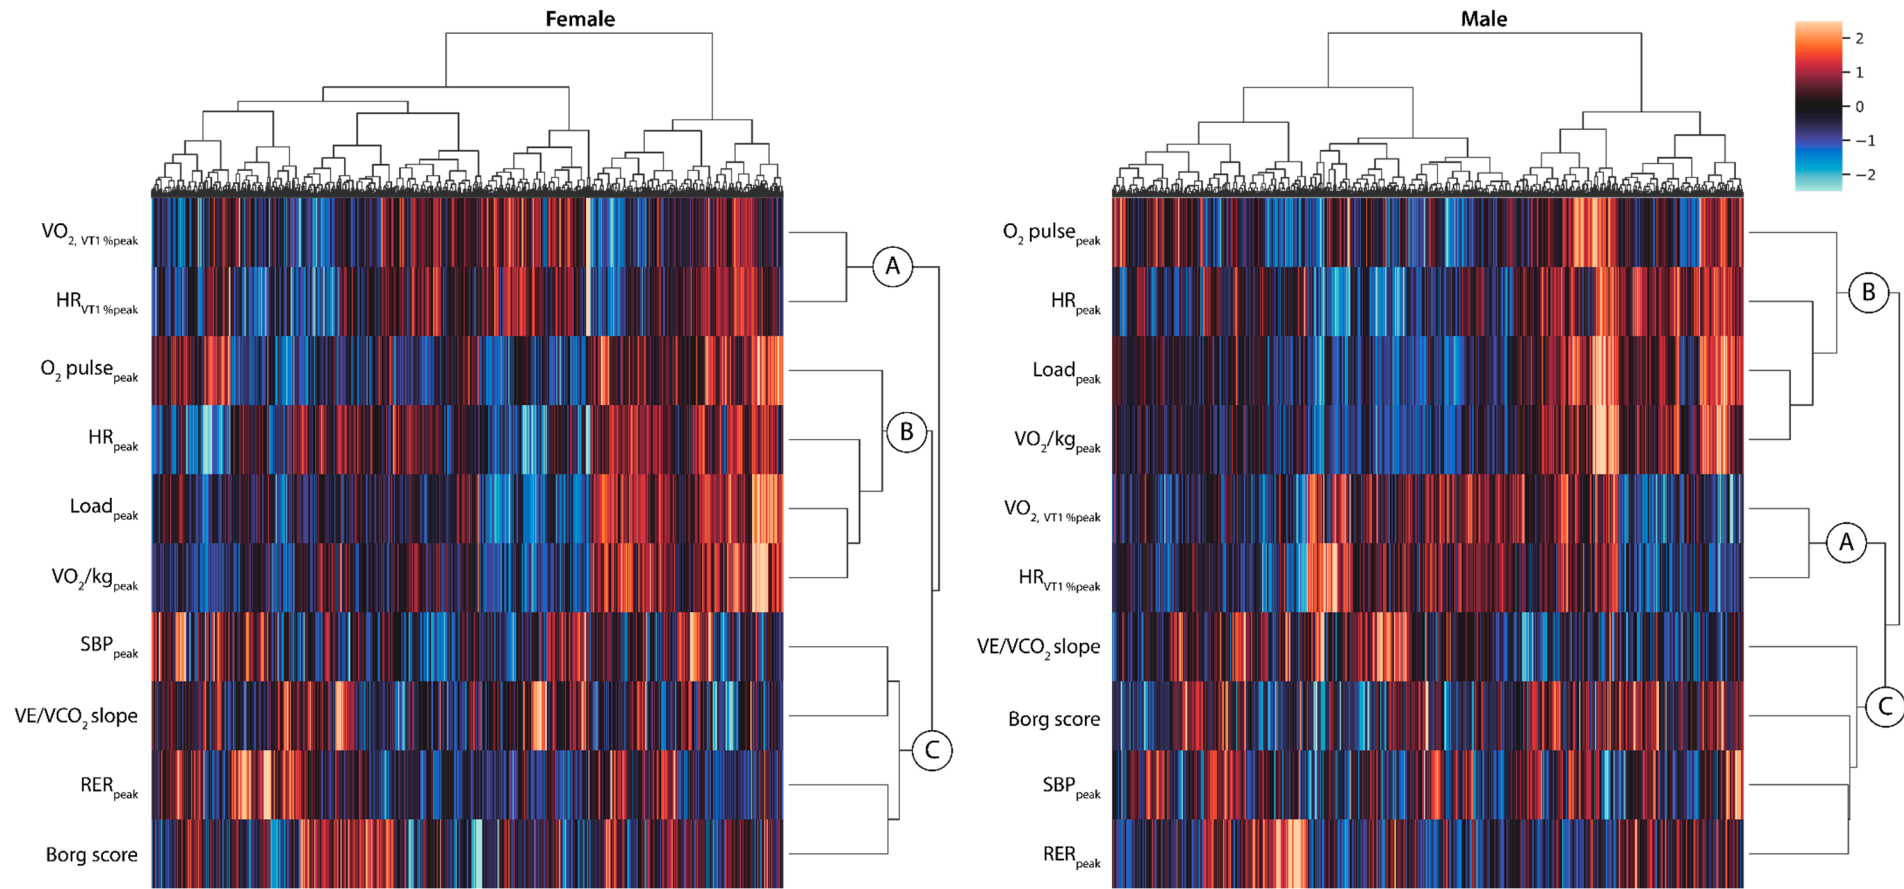 Female
VO2, VT1 %peak
HRVT1 %peak
O2 pulsepeak
HRpeak
Loadpeak
VO2/kgpeak
SBPpeak
VE/VCO2 slope
RERpeak
Borg score
A
B
C
Male
O2 pulsepeak
HRpeak
Loadpeak
VO2/kgpeak
VO2, VT1 %peak
HRVT1 %peak
VE/VCO2 slope
Borg score
SBPpeak
RERpeak
B
A
C
2
1
0
−1
−2